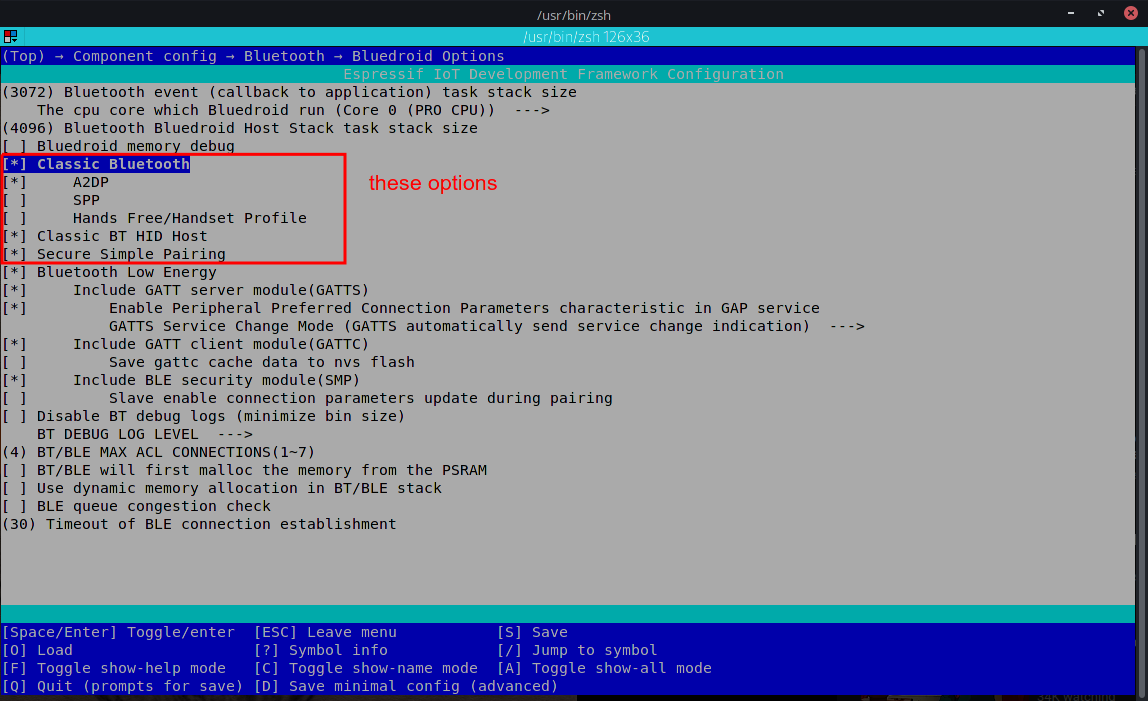 /usr/bin/zsh
/usr/bin/zsh 126x36
(Top) → Component config → Bluetooth → Bluedroid Options
Espressif IoT Development Framework Configuration
(3072) Bluetooth event (callback to application) task stack size
The cpu core which Bluedroid run (Core 0 (PRO CPU)) --->
(4096) Bluetooth Bluedroid Host Stack task stack size
[ ] Bluedroid memory debug
[*] Classic Bluetooth
[*] A2DP
these options
[ ] SPP
[ ] Hands Free/Handset Profile
[*] Classic BT HID Host
[*] Secure Simple Pairing
[*] Bluetooth Low Energy
[*] Include GATT server module(GATTS)
[*] Enable Peripheral Preferred Connection Parameters characteristic in GAP service
GATTS Service Change Mode (GATTS automatically send service change indication) --->
[*] Include GATT client module(GATTC)
[ ] Save gattc cache data to nvs flash
[*] Include BLE security module(SMP)
[ ] Slave enable connection parameters update during pairing
[ ] Disable BT debug logs (minimize bin size)
BT DEBUG LOG LEVEL --->
(4) BT/BLE MAX ACL CONNECTIONS(1~7)
[ ] BT/BLE will first malloc the memory from the PSRAM
[ ] Use dynamic memory allocation in BT/BLE stack
[ ] BLE queue congestion check
(30) Timeout of BLE connection establishment
[Space/Enter] Toggle/enter [ESC] Leave menu [S] Save
[O] Load [?] Symbol info [/] Jump to symbol
[F] Toggle show-help mode [C] Toggle show-name mode [A] Toggle show-all mode
[Q] Quit (prompts for save) [D] Save minimal config (advanced)
34K watching